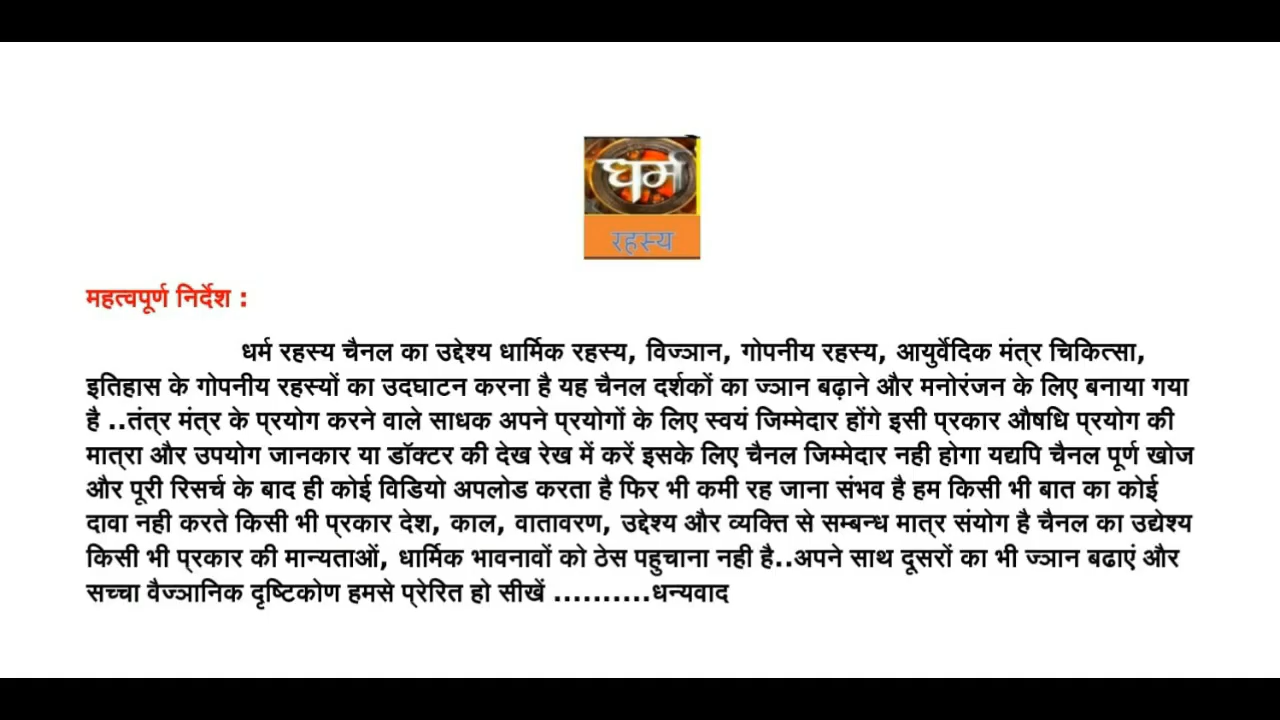 धर्म
रहस्य
महत्वपूर्ण निर्देश :
धर्म रहस्य चैनल का उद्देश्य धार्मिक रहस्य, विज्ञान, गोपनीय रहस्य, आयुर्वेदिक मंत्र चिकित्सा,
इतिहास के गोपनीय रहस्यों का उदघाटन करना है यह चैनल दर्शकों का ज्ञान बढ़ाने और मनोरंजन के लिए बनाया गया
है ..तंत्र मंत्र के प्रयोग करने वाले साधक अपने प्रयोगों के लिए स्वयं जिम्मेदार होंगे इसी प्रकार औषधि प्रयोग की
मात्रा और उपयोग जानकार या डॉक्टर की देख रेख में करें इसके लिए चैनल जिम्मेदार नही होगा यद्यपि चैनल पूर्ण खोज
और पूरी रिसर्च के बाद ही कोई विडियो अपलोड करता है फिर भी कमी रह जाना संभव है हम किसी भी बात का कोई
दावा नही करते किसी भी प्रकार देश, काल, वातावरण, उद्देश्य और व्यक्ति से सम्बन्ध मात्र संयोग है चैनल का उद्येश्य
किसी भी प्रकार की मान्यताओं, धार्मिक भावनावों को ठेस पहुचाना नही है..अपने साथ दूसरों का भी ज्ञान बढाएं और
सच्चा वैज्ञानिक दृष्टिकोण हमसे प्रेरित हो सीखें ..........धन्यवाद